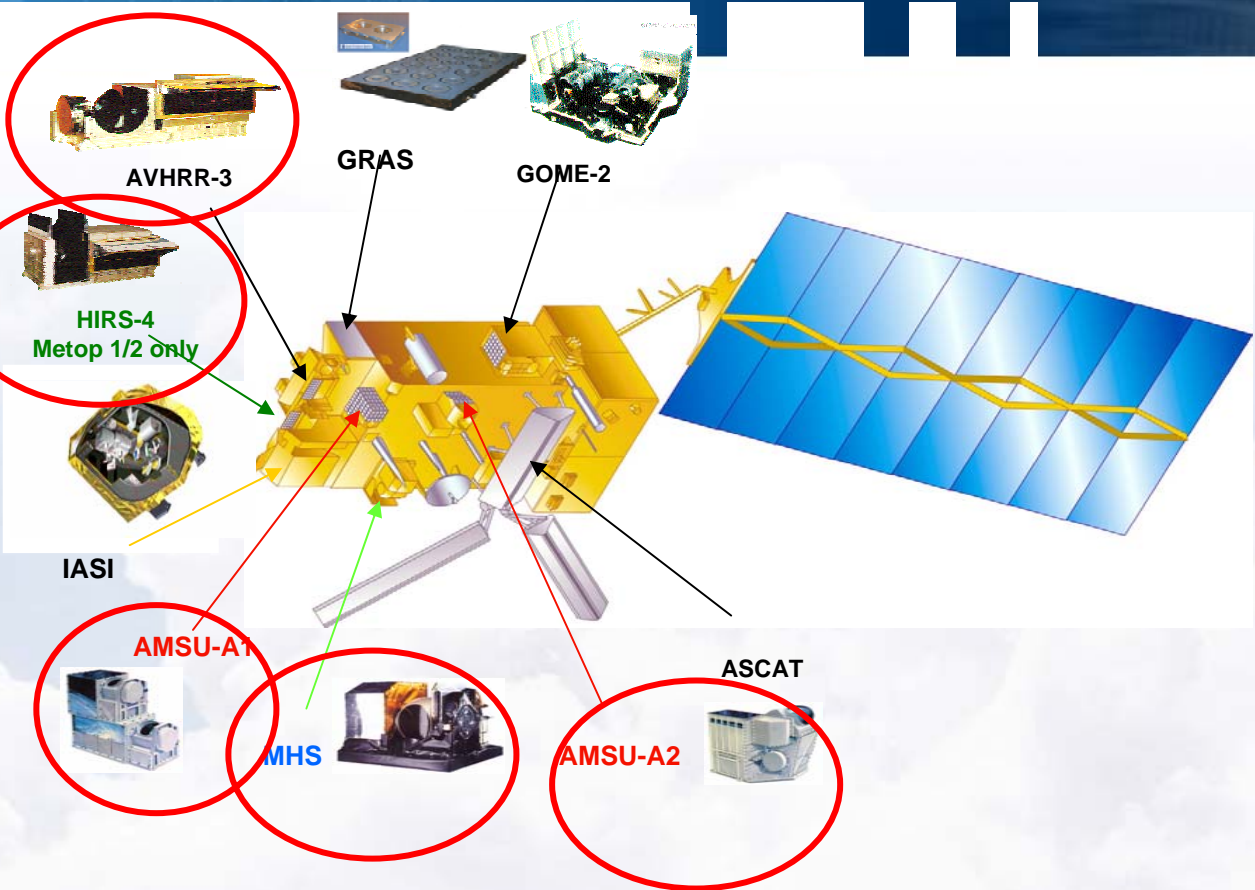 AVHRR-3
GRAS
GOME-2
HIRS-4
Metop 1/2 only
IASI
AMSU-A1
ASCAT
MHS
AMSU-A2